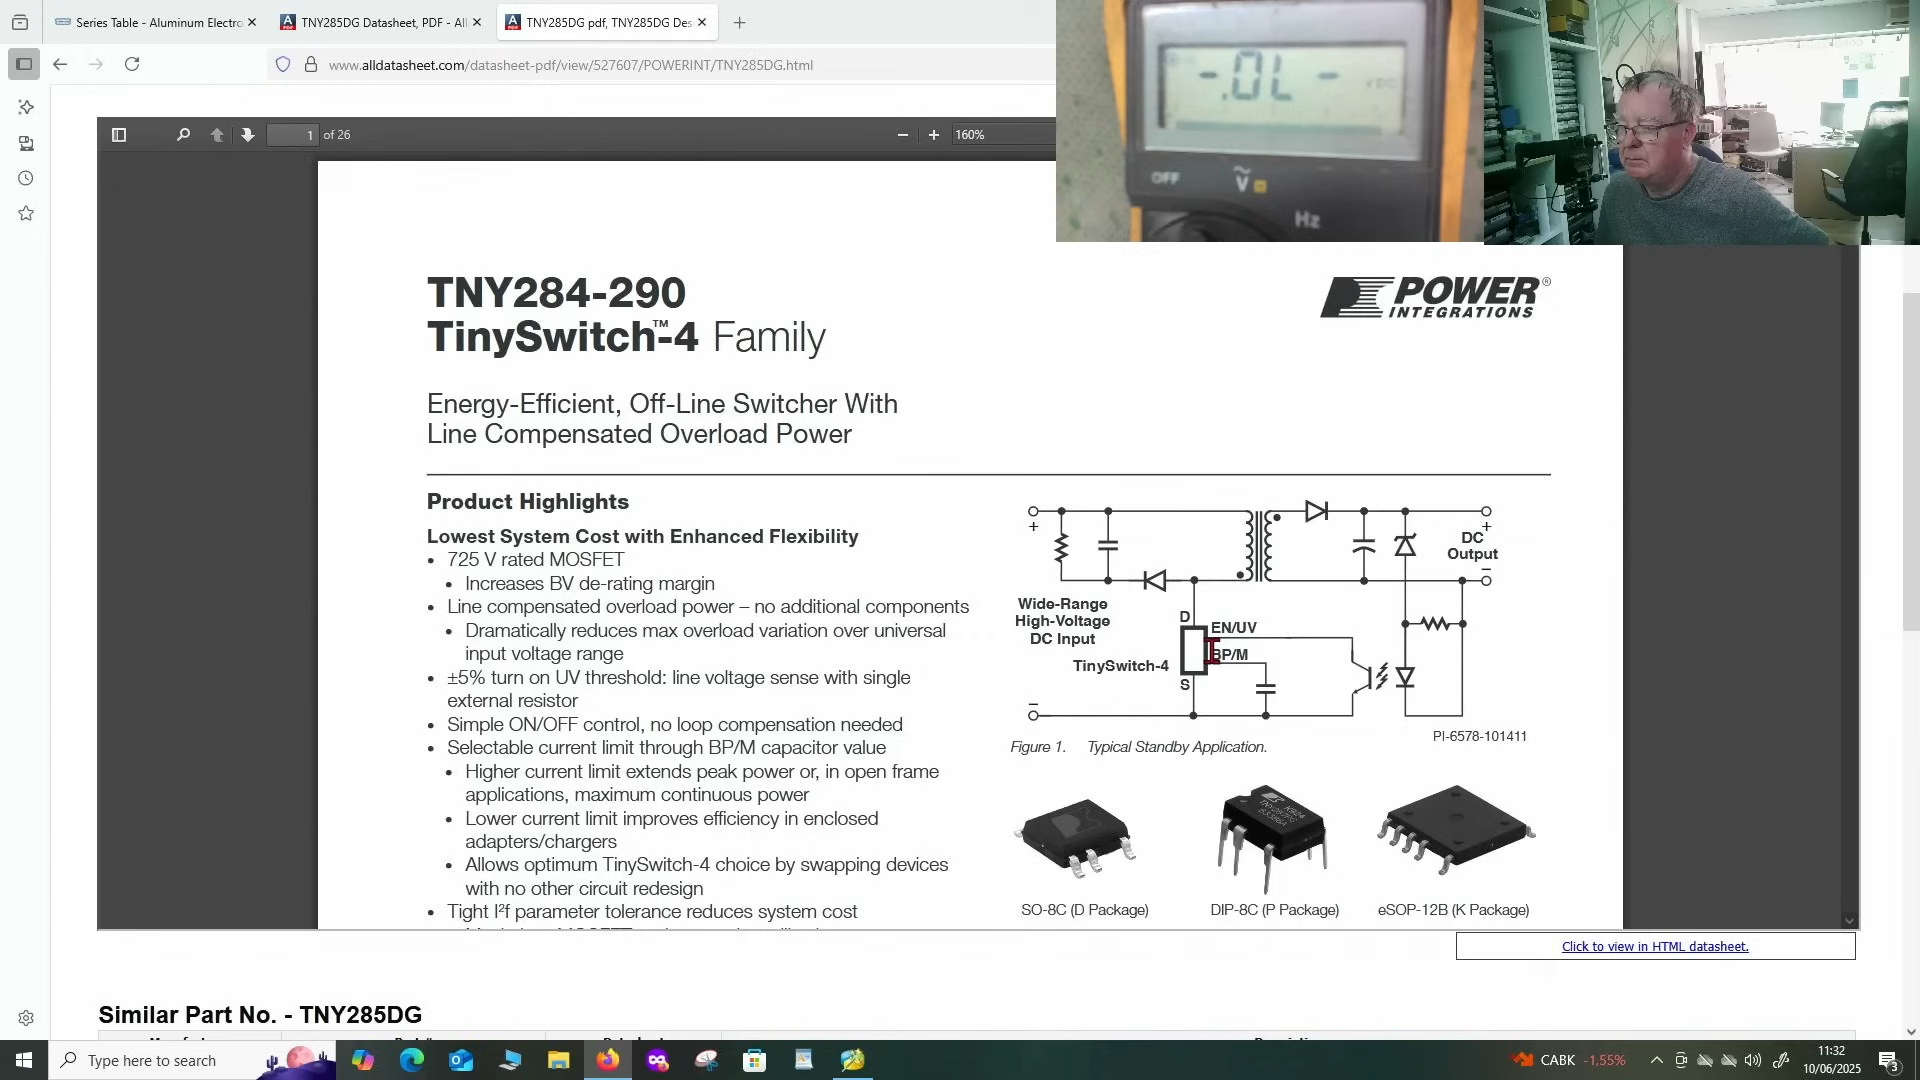 Series Table - Aluminum Electro
TNY285DG Datasheet, PDF - All
TNY285DG pdf, TNY285DG Des
www.alldatasheet.com/datasheet-pdf/view/527607/POWERINT/TNY285DG.html
1 of 26
160%
-.0L -
OFF
V
Hz
TNY284-290
TinySwitch™-4 Family
POWER®
INTEGRATIONS
Energy-Efficient, Off-Line Switcher With
Line Compensated Overload Power
Product Highlights
Lowest System Cost with Enhanced Flexibility
• 725 V rated MOSFET
• Increases BV de-rating margin
• Line compensated overload power – no additional components
• Dramatically reduces max overload variation over universal
input voltage range
• ±5% turn on UV threshold: line voltage sense with single
external resistor
• Simple ON/OFF control, no loop compensation needed
• Selectable current limit through BP/M capacitor value
• Higher current limit extends peak power or, in open frame
applications, maximum continuous power
• Lower current limit improves efficiency in enclosed
adapters/chargers
• Allows optimum TinySwitch-4 choice by swapping devices
with no other circuit redesign
• Tight I²f parameter tolerance reduces system cost
+
+
DC
Output
−
Wide-Range
High-Voltage
DC Input
D
EN/UV
BP/M
TinySwitch-4
S
−
PI-6578-101411
Figure 1. Typical Standby Application.
SO-8C (D Package)
DIP-8C (P Package)
eSOP-12B (K Package)
Click to view in HTML datasheet.
Similar Part No. - TNY285DG
Type here to search
CABK -1,55%
11:32
10/06/2025
3